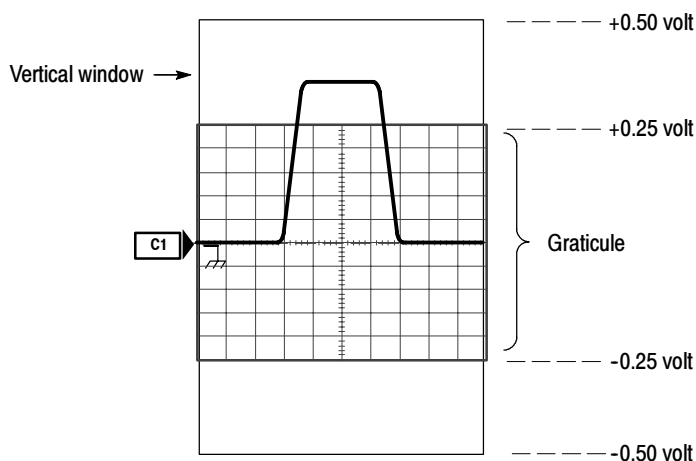 +0.50 volt
Vertical window
+0.25 volt
C1
Graticule
-0.25 volt
-0.50 volt